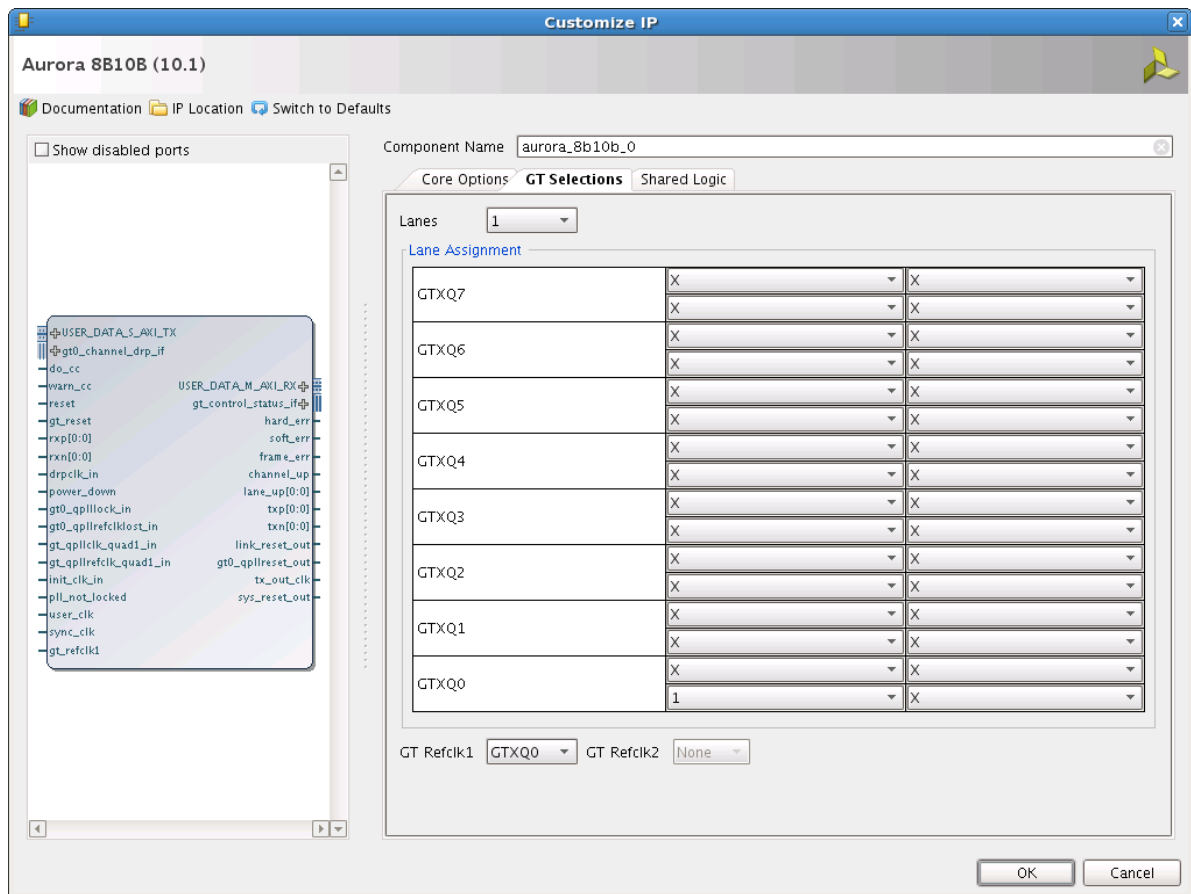 Customize IP
Aurora 8B10B (10.1)
Documentation IP Location Switch to Defaults
Show disabled ports
USER_DATA_S_AXI_TX
gt0_channel_drp_if
do_cc
warn_cc USER_DATA_M_AXI_RX
reset gt_control_status_if
gt_reset hard_err
rxp[0:0] soft_err
rxn[0:0] frame_err
drpclk_in channel_up
power_down lane_up[0:0]
gt0_qplllock_in txp[0:0]
gt0_qpllrefclklost_in txn[0:0]
gt_qpllclk_quad1_in link_reset_out
gt_qpllrefclk_quad1_in gt0_qpllreset_out
init_clk_in tx_out_clk
pll_not_locked sys_reset_out
user_clk
sync_clk
gt_refclk1
Component Name aurora_8b10b_0
Core Options GT Selections Shared Logic
Lanes 1
Lane Assignment
GTXQ7
X X
X X
GTXQ6
X X
X X
GTXQ5
X X
X X
GTXQ4
X X
X X
GTXQ3
X X
X X
GTXQ2
X X
X X
GTXQ1
X X
X X
GTXQ0
X X
1 X
GT Refclk1 GTXQ0 GT Refclk2 None
OK Cancel